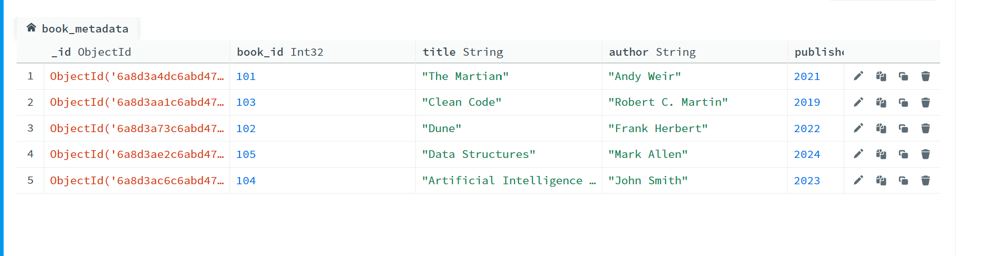 book_metadata
_id ObjectId book_id Int32 title String author String publishe
1 ObjectId('6a8d3a4dc6abd47… 101 "The Martian" "Andy Weir" 2021
2 ObjectId('6a8d3aa1c6abd47… 103 "Clean Code" "Robert C. Martin" 2019
3 ObjectId('6a8d3a73c6abd47… 102 "Dune" "Frank Herbert" 2022
4 ObjectId('6a8d3ae2c6abd47… 105 "Data Structures" "Mark Allen" 2024
5 ObjectId('6a8d3ac6c6abd47… 104 "Artificial Intelligence … "John Smith" 2023